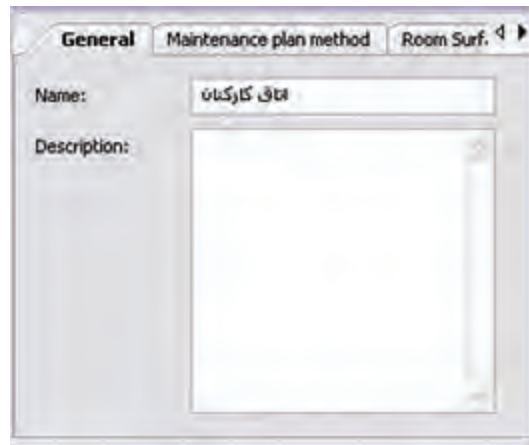 General
Maintenance plan method
Room Surf.
Name:
اتاق کارکنان
Description: